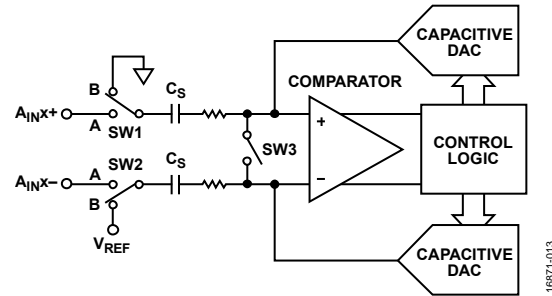 CAPACITIVE
DAC
B
CS
COMPARATOR
AINx+
A
SW1
+
SW3
CONTROL
LOGIC
AINx−
A
SW2
CS
−
B
VREF
CAPACITIVE
DAC
16871-013